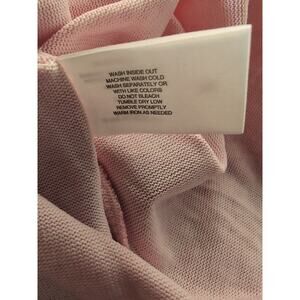 WASH INSIDE OUT
MACHINE WASH COLD
WASH SEPARATELY OR
WITH LIKE COLORS
DO NOT BLEACH
TUMBLE DRY LOW
REMOVE PROMPTLY
WARM IRON AS NEEDED